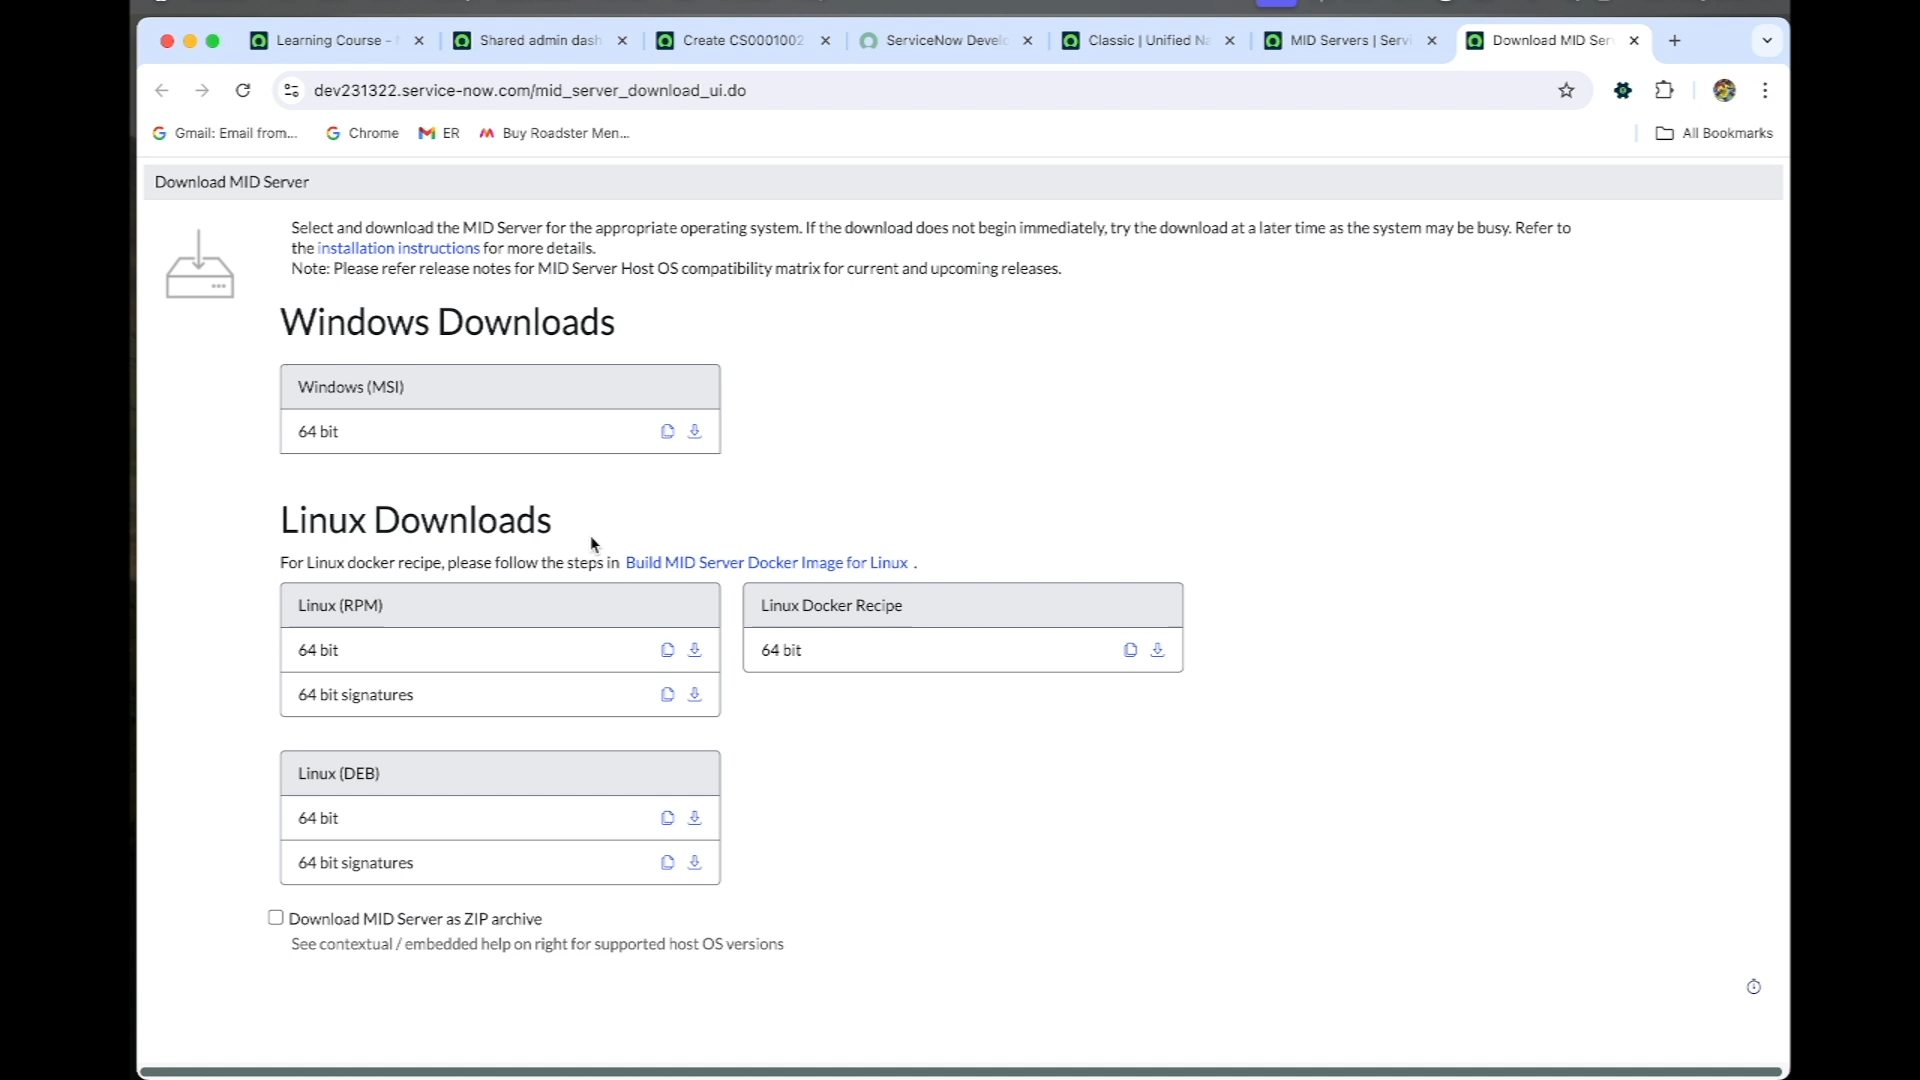 Learning Course -
Shared admin dash
Create CS0001002
ServiceNow Develo
Classic | Unified Na
MID Servers | Servi
Download MID Ser
dev231322.service-now.com/mid_server_download_ui.do
Gmail: Email from...
Chrome
ER
Buy Roadster Men...
All Bookmarks
Download MID Server
Select and download the MID Server for the appropriate operating system. If the download does not begin immediately, try the download at a later time as the system may be busy. Refer to
the installation instructions for more details.
Note: Please refer release notes for MID Server Host OS compatibility matrix for current and upcoming releases.
Windows Downloads
Windows (MSI)
64 bit
Linux Downloads
For Linux docker recipe, please follow the steps in Build MID Server Docker Image for Linux .
Linux (RPM)
64 bit
64 bit signatures
Linux Docker Recipe
64 bit
Linux (DEB)
64 bit
64 bit signatures
Download MID Server as ZIP archive
See contextual / embedded help on right for supported host OS versions